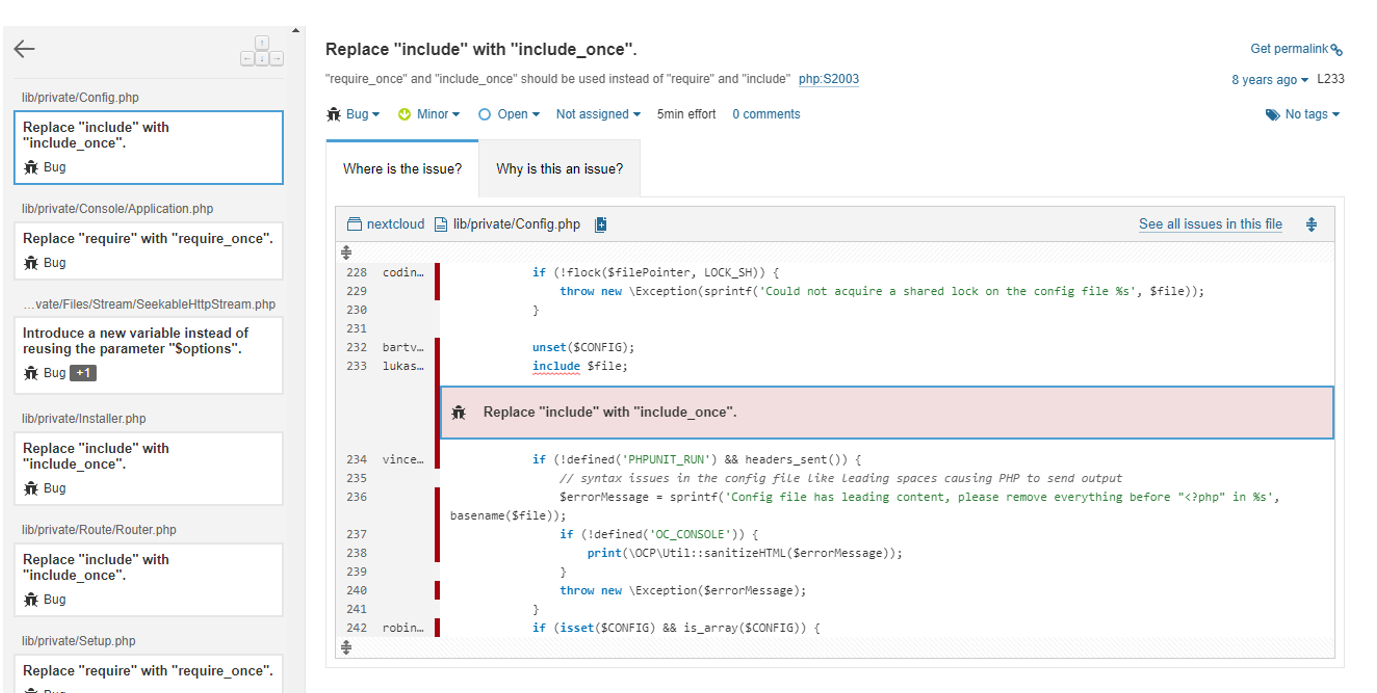 lib/private/Config.php
Replace "include" with
"include_once".
Bug
lib/private/Console/Application.php
Replace "require" with "require_once".
Bug
…vate/Files/Stream/SeekableHttpStream.php
Introduce a new variable instead of
reusing the parameter "$options".
Bug +1
lib/private/Installer.php
Replace "include" with
"include_once".
Bug
lib/private/Route/Router.php
Replace "include" with
"include_once".
Bug
lib/private/Setup.php
Replace "require" with "require_once".
Bug
Replace "include" with "include_once".
Get permalink
"require_once" and "include_once" should be used instead of "require" and "include" php:S2003
8 years ago L233
Bug Minor Open Not assigned 5min effort 0 comments
No tags
Where is the issue? Why is this an issue?
nextcloud lib/private/Config.php
See all issues in this file
228 codin… if (!flock($filePointer, LOCK_SH)) {
229 throw new \Exception(sprintf('Could not acquire a shared lock on the config file %s', $file));
230 }
231
232 bartv… unset($CONFIG);
233 lukas… include $file;
Replace "include" with "include_once".
234 vince… if (!defined('PHPUNIT_RUN') && headers_sent()) {
235 // syntax issues in the config file like leading spaces causing PHP to send output
236 $errorMessage = sprintf('Config file has leading content, please remove everything before "<?php" in %s',
basename($file));
237 if (!defined('OC_CONSOLE')) {
238 print(\OCP\Util::sanitizeHTML($errorMessage));
239 }
240 throw new \Exception($errorMessage);
241 }
242 robin… if (isset($CONFIG) && is_array($CONFIG)) {